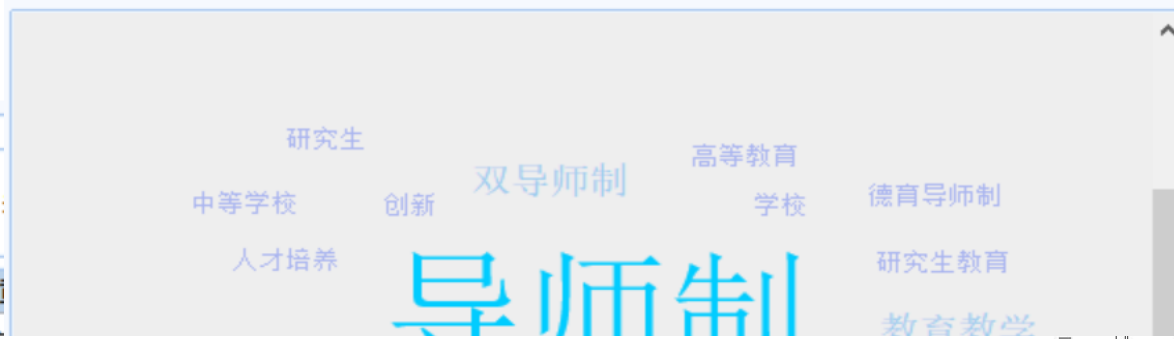 研究生
高等教育
双导师制
德育导师制
中等学校
创新
学校
人才培养
研究生教育
导师制
教育教学